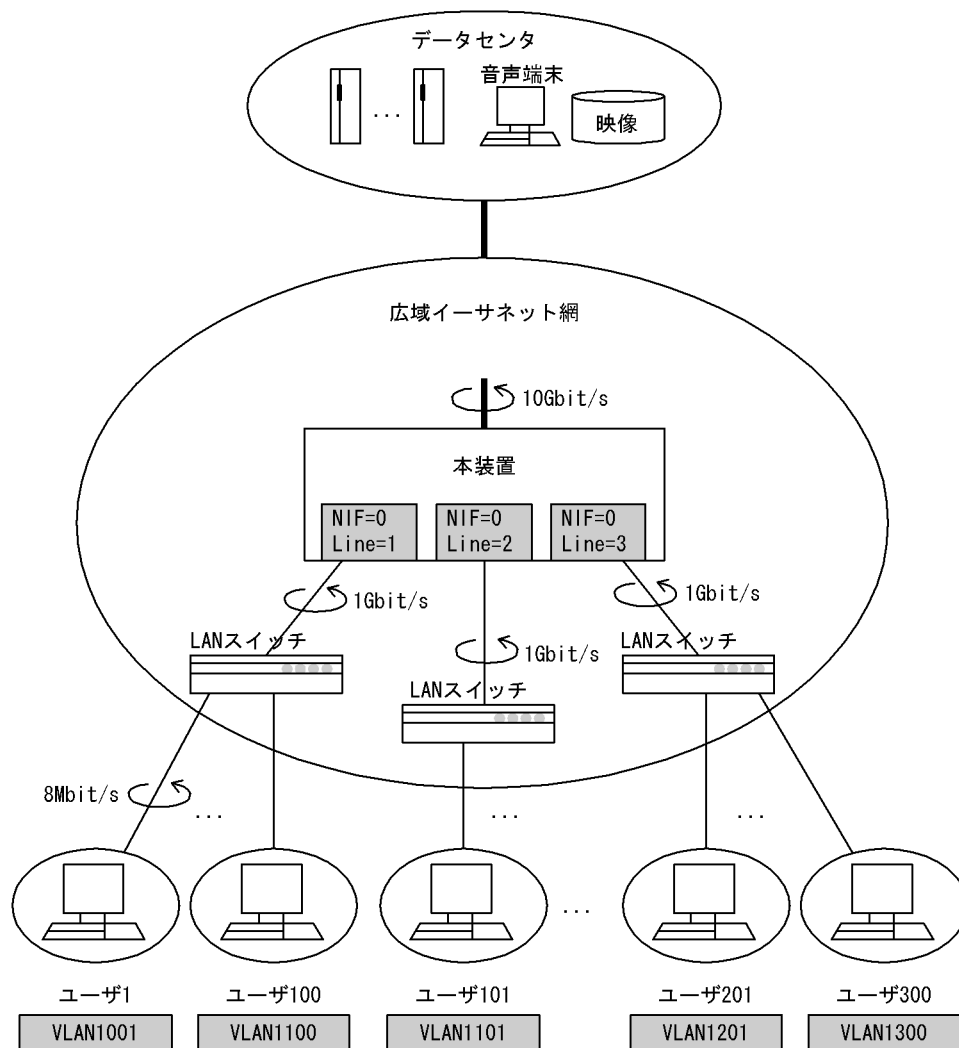 データセンタ
音声端末
...
映像
広域イーサネット網
10Gbit/s
本装置
NIF=0
Line=1
NIF=0
Line=2
NIF=0
Line=3
1Gbit/s
1Gbit/s
1Gbit/s
LANスイッチ
LANスイッチ
LANスイッチ
8Mbit/s
...
...
...
...
ユーザ1
ユーザ100
ユーザ101
ユーザ201
ユーザ300
VLAN1001
VLAN1100
VLAN1101
VLAN1201
VLAN1300